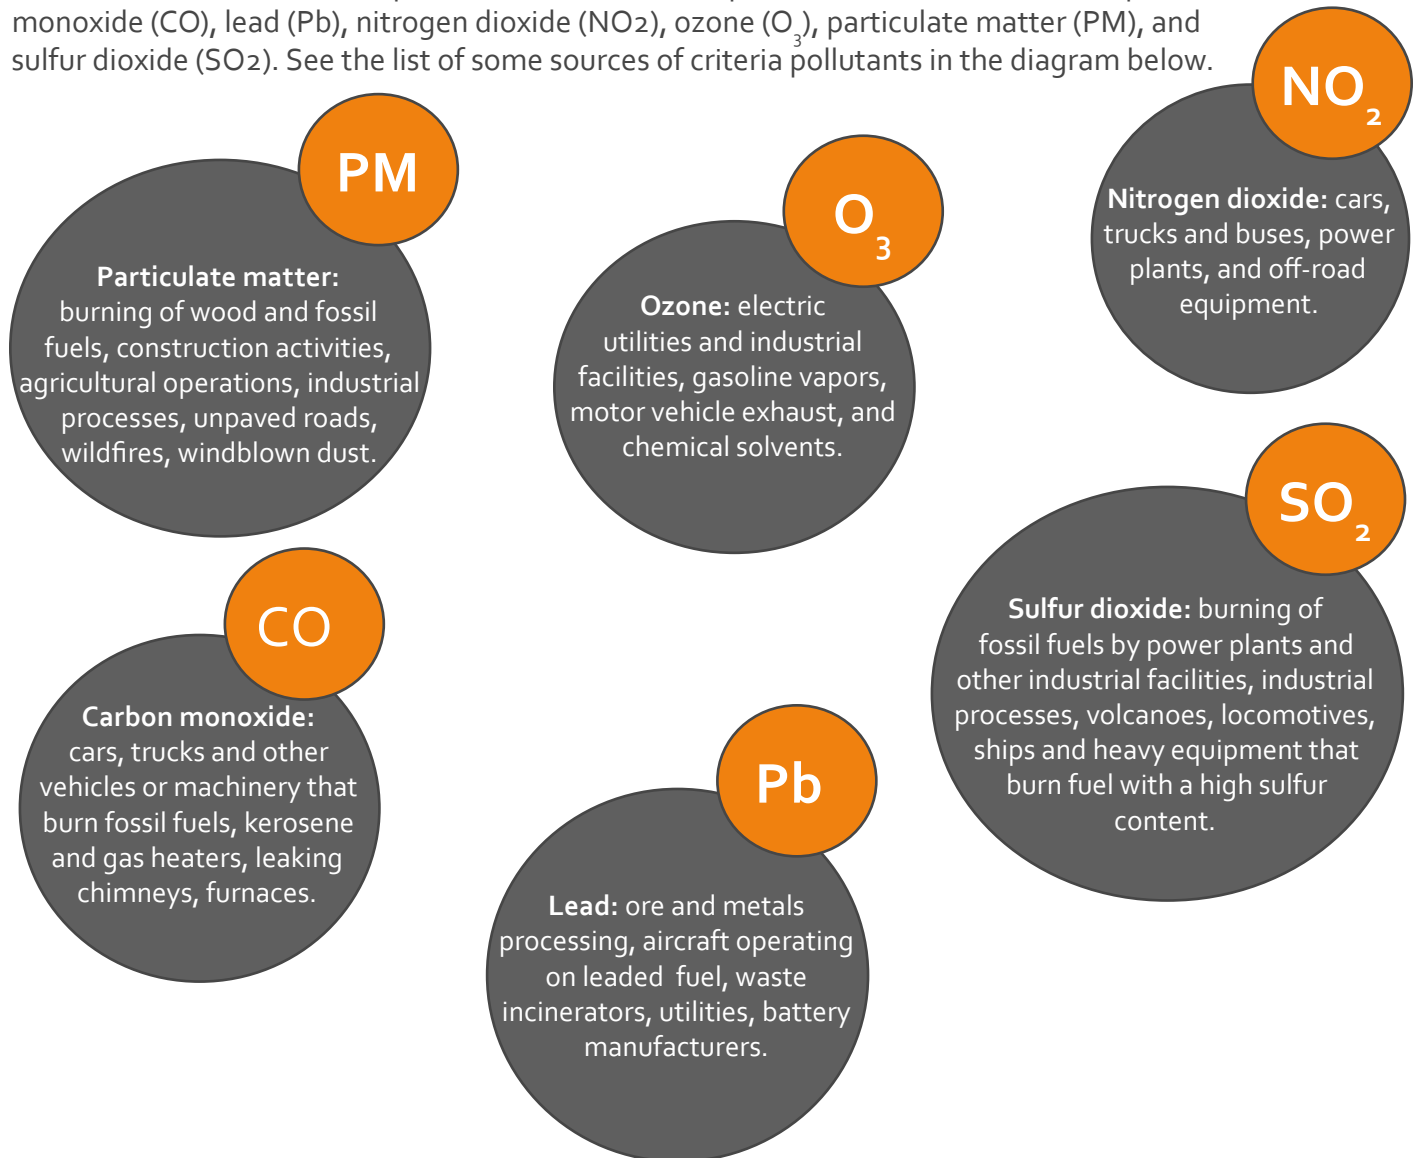 monoxide (CO), lead (Pb), nitrogen dioxide (NO2), ozone (O3), particulate matter (PM), and
sulfur dioxide (SO2). See the list of some sources of criteria pollutants in the diagram below.
PM
Particulate matter:
burning of wood and fossil
fuels, construction activities,
agricultural operations, industrial
processes, unpaved roads,
wildfires, windblown dust.
O3
Ozone: electric
utilities and industrial
facilities, gasoline vapors,
motor vehicle exhaust, and
chemical solvents.
NO2
Nitrogen dioxide: cars,
trucks and buses, power
plants, and off-road
equipment.
CO
Carbon monoxide:
cars, trucks and other
vehicles or machinery that
burn fossil fuels, kerosene
and gas heaters, leaking
chimneys, furnaces.
Pb
Lead: ore and metals
processing, aircraft operating
on leaded fuel, waste
incinerators, utilities, battery
manufacturers.
SO2
Sulfur dioxide: burning of
fossil fuels by power plants and
other industrial facilities, industrial
processes, volcanoes, locomotives,
ships and heavy equipment that
burn fuel with a high sulfur
content.